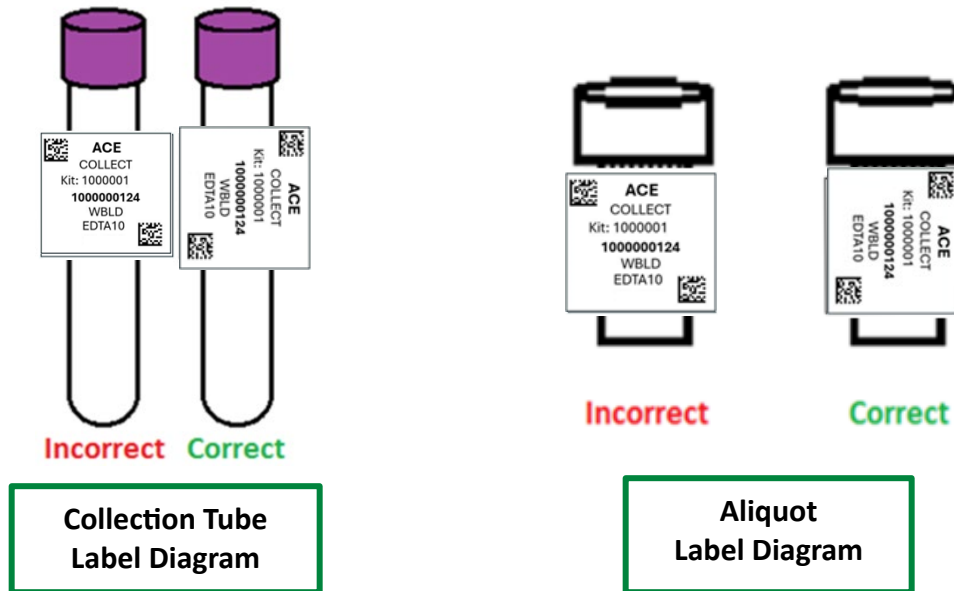 ACE
COLLECT
Kit: 1000001
1000000124
WBLD
EDTA10
ACE
COLLECT
Kit: 1000001
1000000124
WBLD
EDTA10
Incorrect
Correct
Collection Tube
Label Diagram
ACE
COLLECT
Kit: 1000001
1000000124
WBLD
EDTA10
ACE
COLLECT
Kit: 1000001
1000000124
WBLD
EDTA10
Incorrect
Correct
Aliquot
Label Diagram